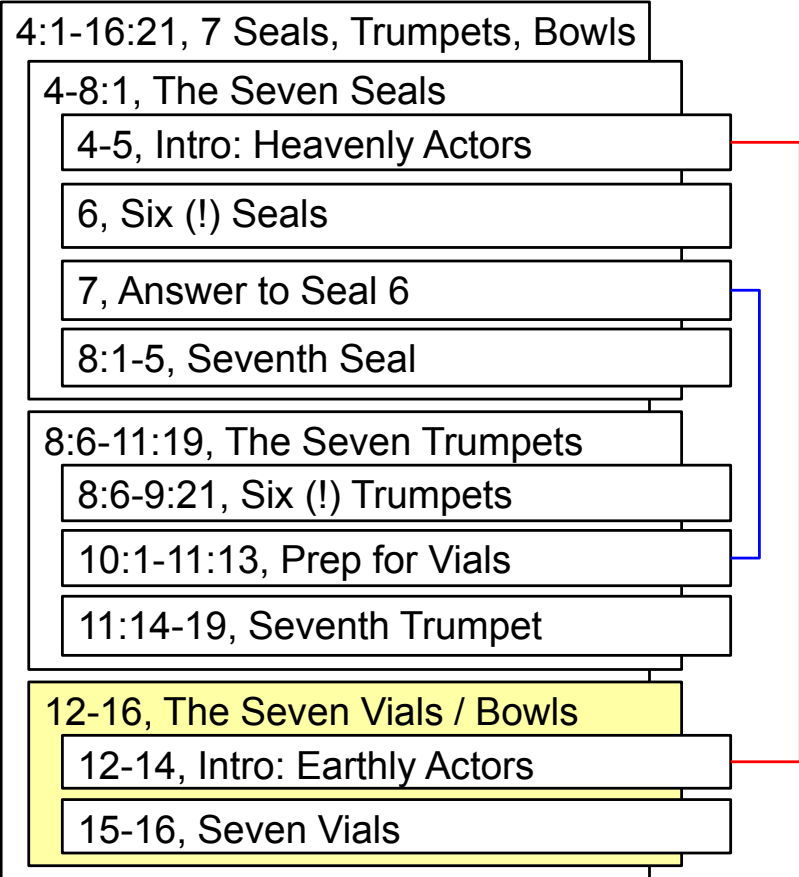 4:1-16:21, 7 Seals, Trumpets, Bowls
4-8:1, The Seven Seals
4-5, Intro: Heavenly Actors
6, Six (!) Seals
7, Answer to Seal 6
8:1-5, Seventh Seal
8:6-11:19, The Seven Trumpets
8:6-9:21, Six (!) Trumpets
10:1-11:13, Prep for Vials
11:14-19, Seventh Trumpet
12-16, The Seven Vials / Bowls
12-14, Intro: Earthly Actors
15-16, Seven Vials